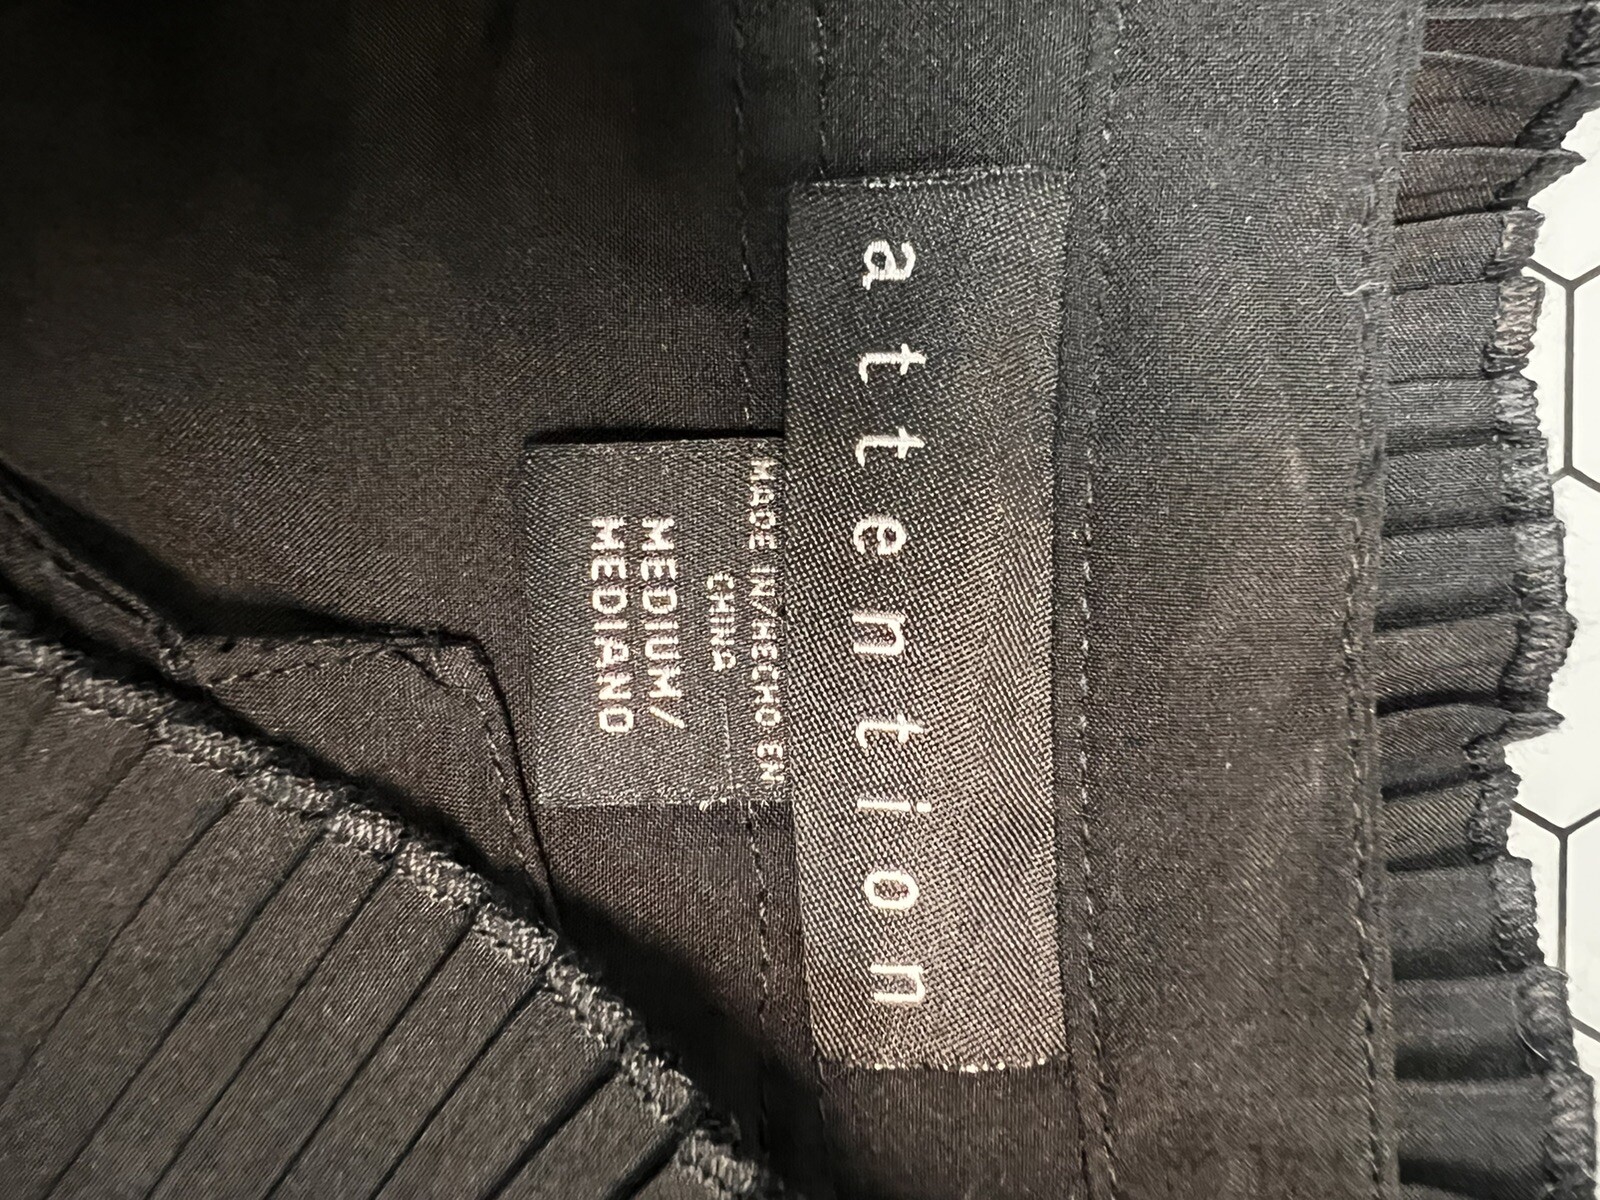 attention
MADE IN/HECHO EN
CHINA
MEDIUM/
MEDIANO